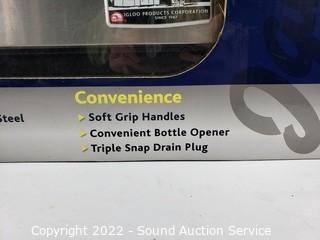 IGLOO PRODUCTS CORPORATION
SINCE 1947
Convenience
Steel
Soft Grip Handles
Convenient Bottle Opener
Triple Snap Drain Plug
Copyright 2022 - Sound Auction Service